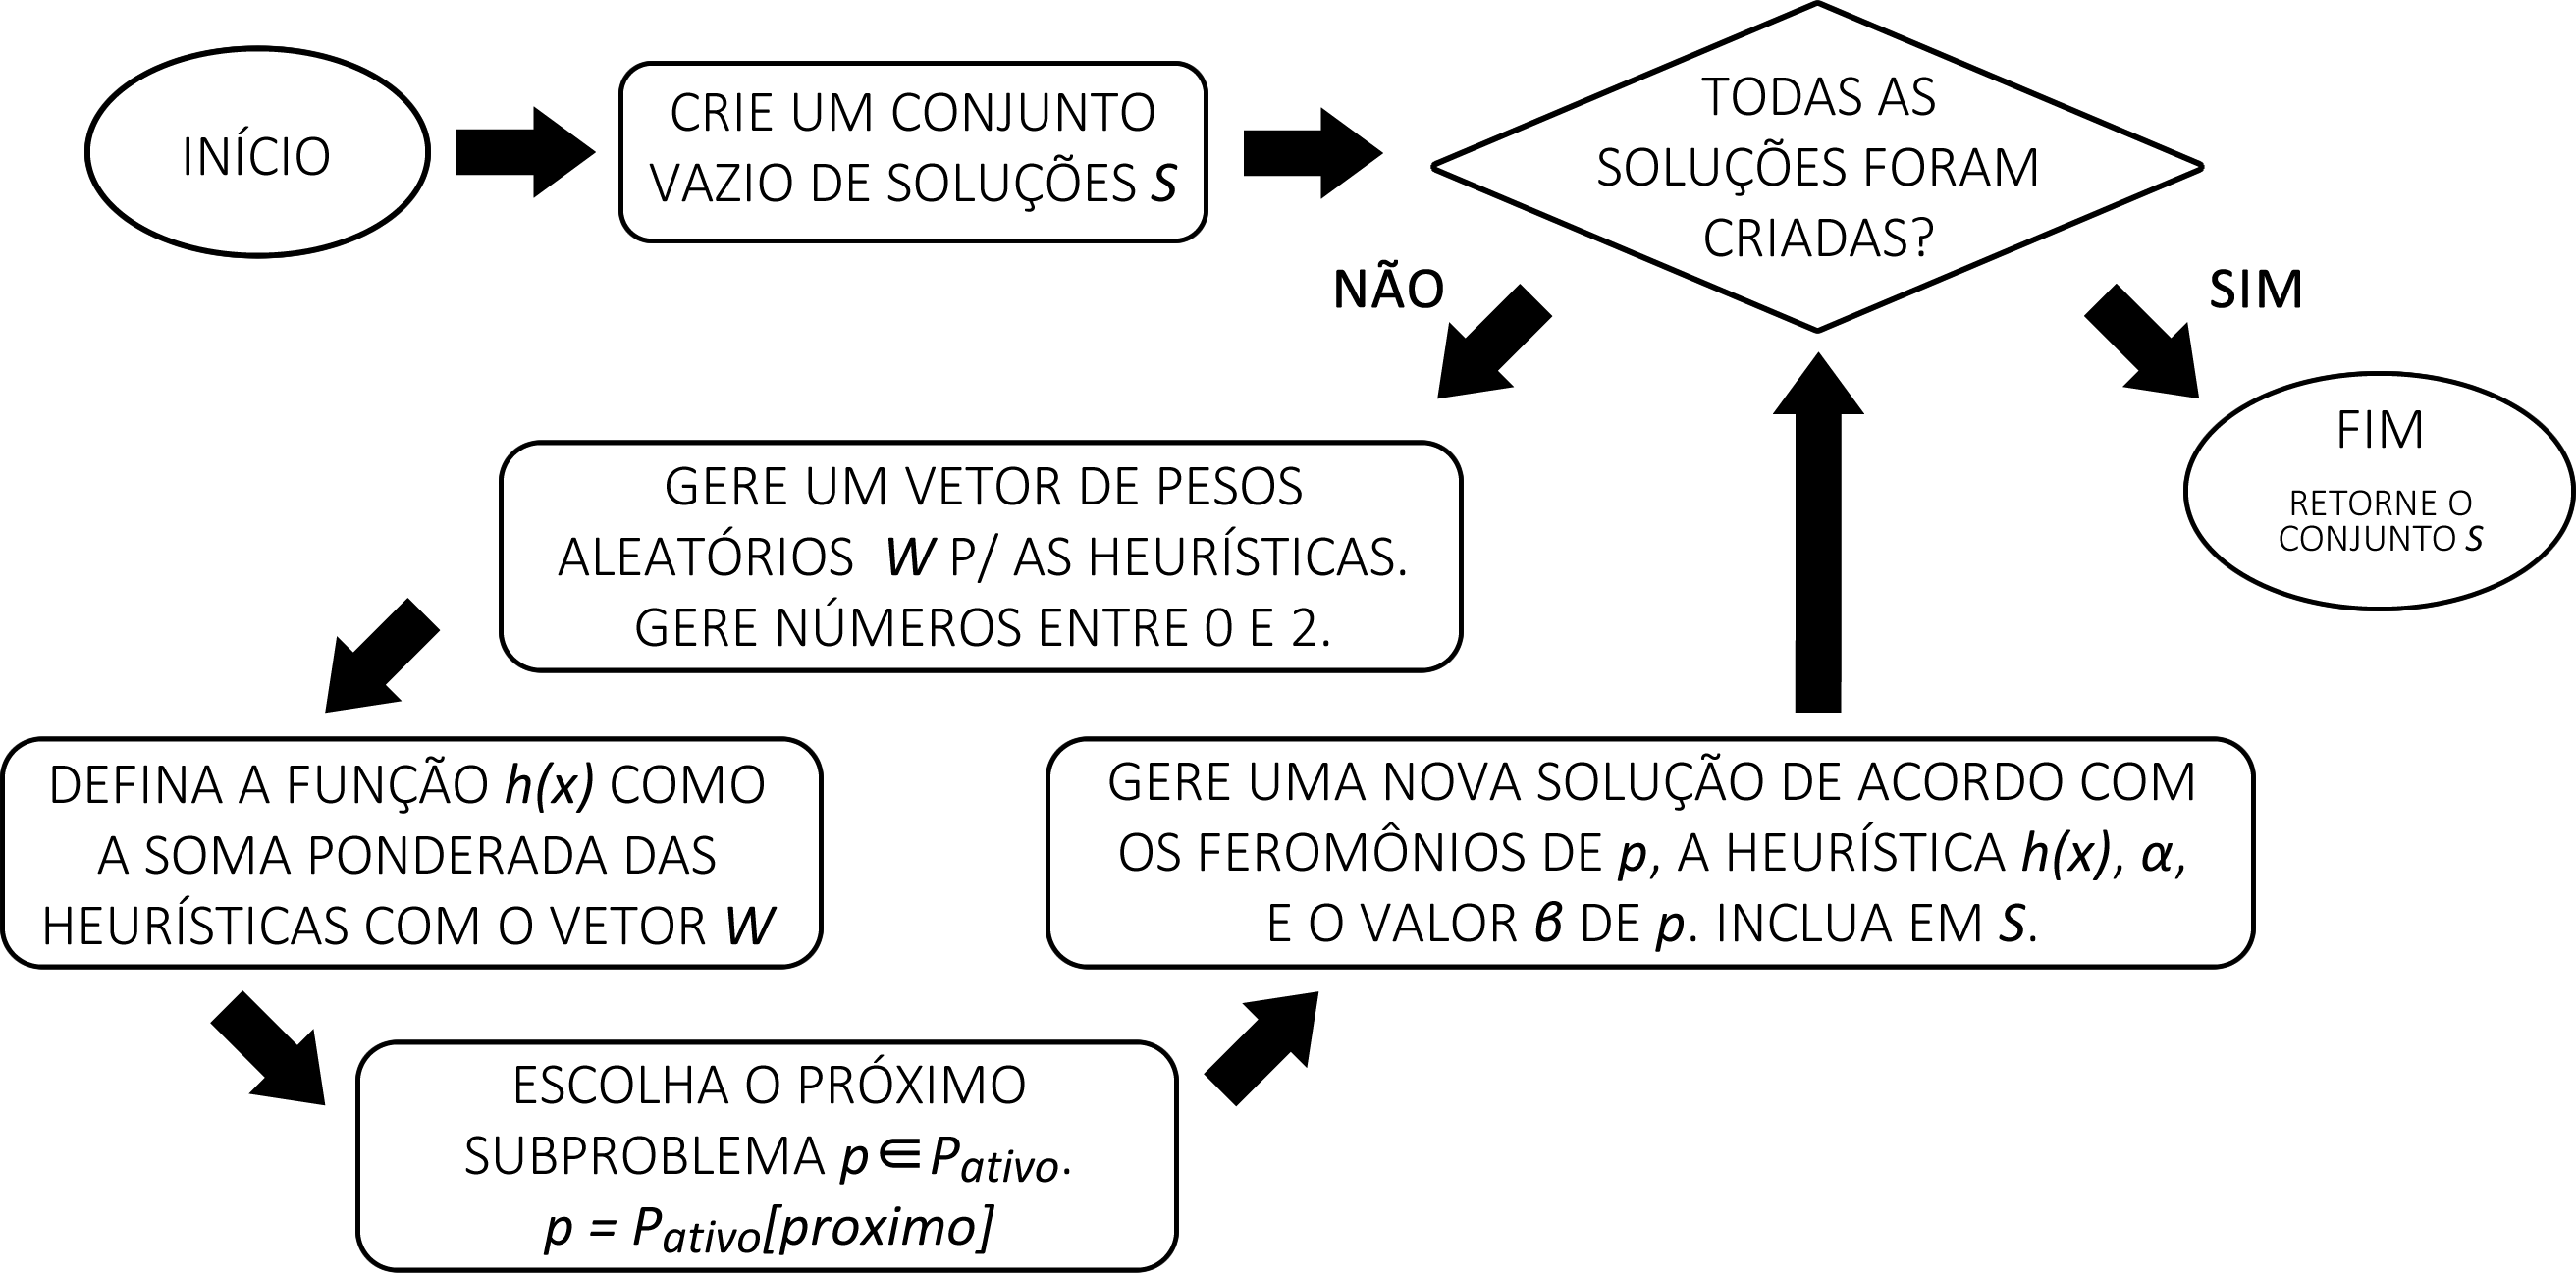 INÍCIO
CRIE UM CONJUNTO
VAZIO DE SOLUÇÕES S
TODAS AS
SOLUÇÕES FORAM
CRIADAS?
NÃO
SIM
FIM
RETORNE O
CONJUNTO S
GERE UM VETOR DE PESOS
ALEATÓRIOS W P/ AS HEURÍSTICAS.
GERE NÚMEROS ENTRE 0 E 2.
DEFINA A FUNÇÃO h(x) COMO
A SOMA PONDERADA DAS
HEURÍSTICAS COM O VETOR W
ESCOLHA O PRÓXIMO
SUBPROBLEMA p ∈ Pativo.
p = Pativo[proximo]
GERE UMA NOVA SOLUÇÃO DE ACORDO COM
OS FEROMÔNIOS DE p, A HEURÍSTICA h(x), α,
E O VALOR β DE p. INCLUA EM S.